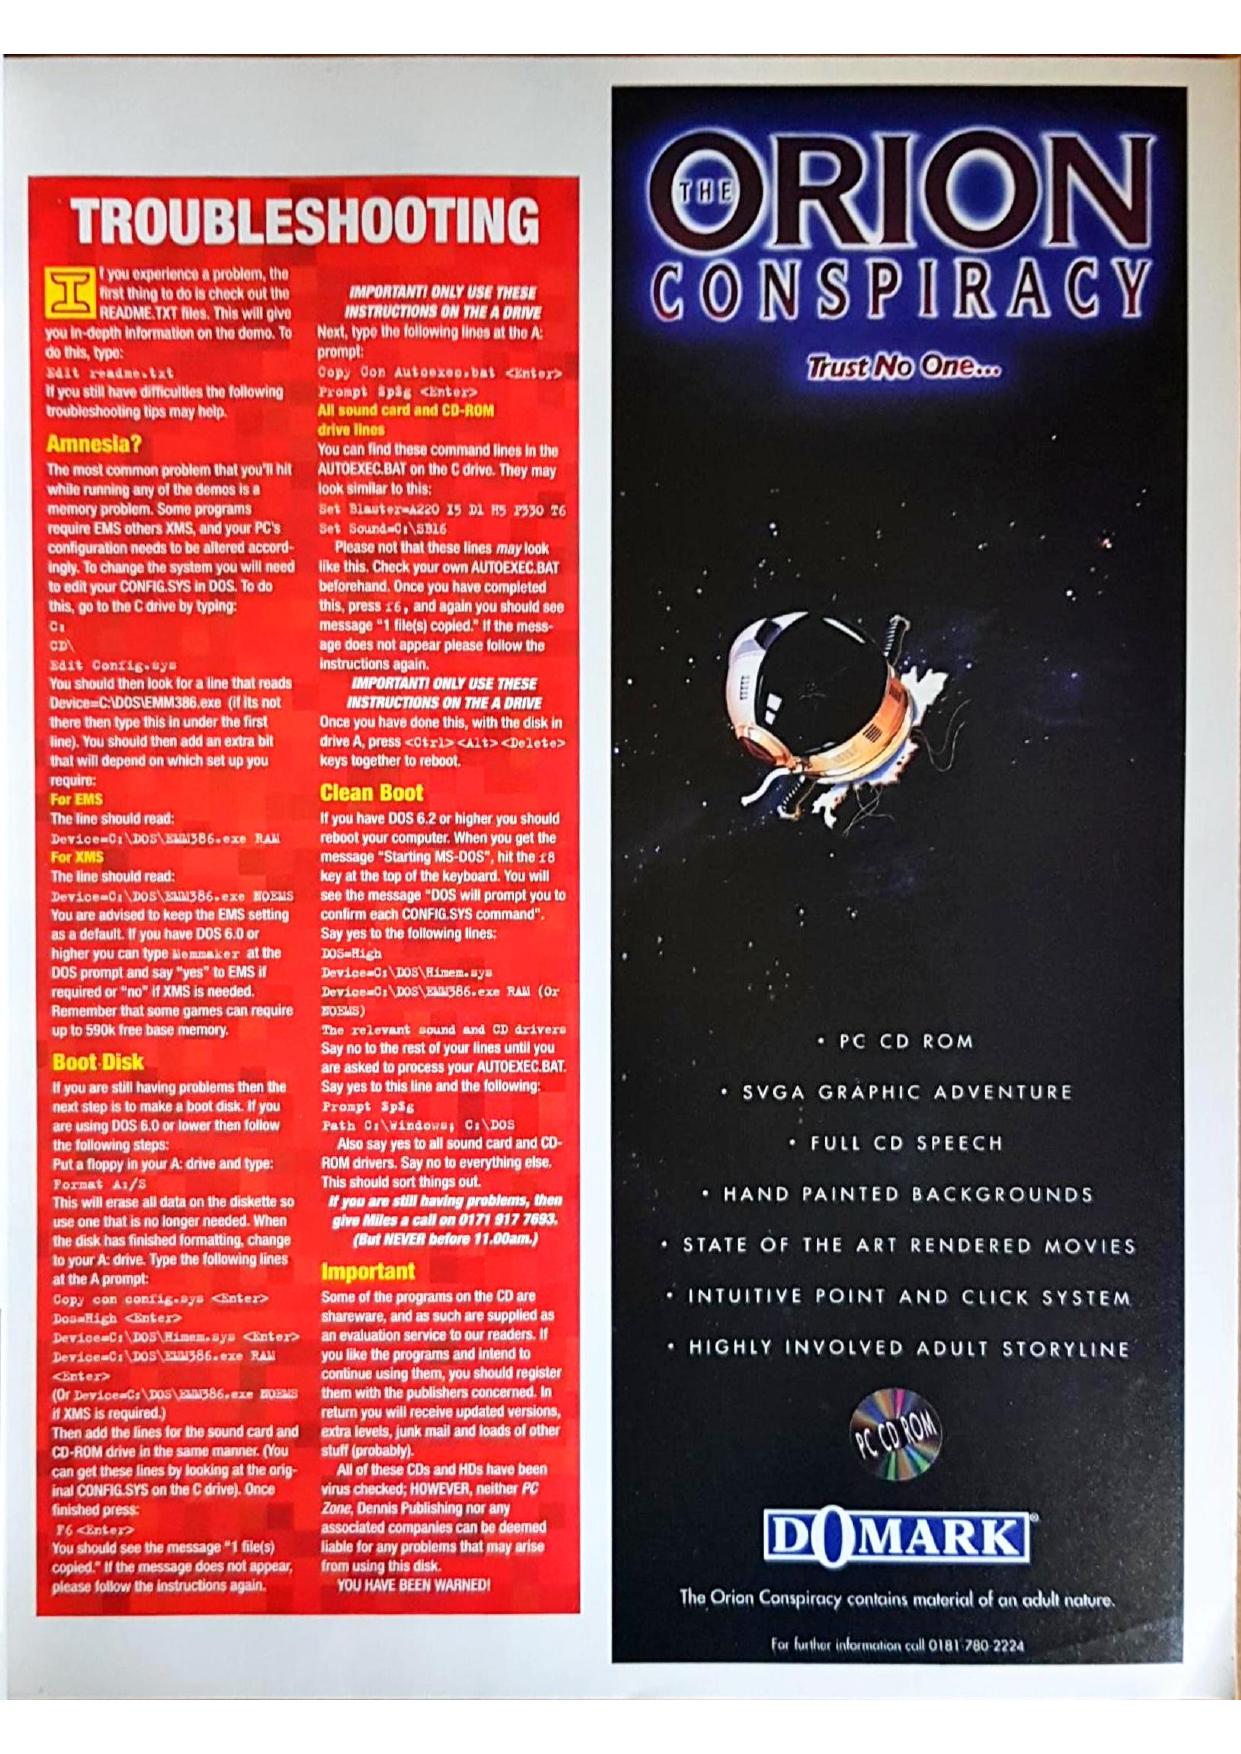 TROUBLESHOOTING
If you experience a problem, the
first thing to do is check out the
README.TXT files. This will give
you in-depth information on the demo. To
do this, type:
Edit readme.txt
If you still have difficulties the following
troubleshooting tips may help.
Amnesia?
The most common problem that you'll hit
while running any of the demos is a
memory problem. Some programs
require EMS others XMS, and your PC's
configuration needs to be altered accord-
ingly. To change the system you will need
to edit your CONFIG.SYS in DOS. To do
this, go to the C drive by typing:
C:
CD\
Edit Config.sys
You should then look for a line that reads
Device=C:\DOS\EMM386.exe (if its not
there then type this in under the first
line). You should then add an extra bit
that will depend on which set up you
require:
For EMS
The line should read:
Device=C:\DOS\EMM386.exe RAM
For XMS
The line should read:
Device=C:\DOS\EMM386.exe NOEMS
You are advised to keep the EMS setting
as a default. If you have DOS 6.0 or
higher you can type Memmaker at the
DOS prompt and say "yes" to EMS if
required or "no" if XMS is needed.
Remember that some games can require
up to 590k free base memory.
Boot Disk
If you are still having problems then the
next step is to make a boot disk. If you
are using DOS 6.0 or lower then follow
the following steps:
Put a floppy in your A: drive and type:
Format A:/S
This will erase all data on the diskette so
use one that is no longer needed. When
the disk has finished formatting, change
to your A: drive. Type the following lines
at the A prompt:
Copy con config.sys <Enter>
Dos=High <Enter>
Device=C:\DOS\Himem.sys <Enter>
Device=C:\DOS\EMM386.exe RAM
<Enter>
(Or Device=C:\DOS\EMM386.exe NOEMS
if XMS is required.)
Then add the lines for the sound card and
CD-ROM drive in the same manner. (You
can get these lines by looking at the orig-
inal CONFIG.SYS on the C drive). Once
finished press:
F6 <Enter>
You should see the message "1 file(s)
copied." If the message does not appear,
please follow the instructions again.
IMPORTANT! ONLY USE THESE
INSTRUCTIONS ON THE A DRIVE
Next, type the following lines at the A:
prompt:
Copy Con Autoexec.bat <Enter>
Prompt $p$g <Enter>
All sound card and CD-ROM
drive lines
You can find these command lines in the
AUTOEXEC.BAT on the C drive. They may
look similar to this:
Set Blaster=A220 I5 D1 H5 P330 T6
Set Sound=C:\SB16
Please not that these lines may look
like this. Check your own AUTOEXEC.BAT
beforehand. Once you have completed
this, press f6, and again you should see
message "1 file(s) copied." If the mess-
age does not appear please follow the
instructions again.
IMPORTANT! ONLY USE THESE
INSTRUCTIONS ON THE A DRIVE
Once you have done this, with the disk in
drive A, press <Ctrl><Alt><Delete>
keys together to reboot.
Clean Boot
If you have DOS 6.2 or higher you should
reboot your computer. When you get the
message "Starting MS-DOS", hit the f8
key at the top of the keyboard. You will
see the message "DOS will prompt you to
confirm each CONFIG.SYS command".
Say yes to the following lines:
DOS=High
Device=C:\DOS\Himem.sys
Device=C:\DOS\EMM386.exe RAM (Or
NOEMS)
The relevant sound and CD drivers
Say no to the rest of your lines until you
are asked to process your AUTOEXEC.BAT.
Say yes to this line and the following:
Prompt $p$g
Path C:\Windows; C:\DOS
Also say yes to all sound card and CD-
ROM drivers. Say no to everything else.
This should sort things out.
If you are still having problems, then
give Miles a call on 0171 917 7693.
(But NEVER before 11.00am.)
Important
Some of the programs on the CD are
shareware, and as such are supplied as
an evaluation service to our readers. If
you like the programs and intend to
continue using them, you should register
them with the publishers concerned. In
return you will receive updated versions,
extra levels, junk mail and loads of other
stuff (probably).
All of these CDs and HDs have been
virus checked; HOWEVER, neither PC
Zone, Dennis Publishing nor any
associated companies can be deemed
liable for any problems that may arise
from using this disk.
YOU HAVE BEEN WARNED!
THE ORION
CONSPIRACY
Trust No One...
• PC CD ROM
• SVGA GRAPHIC ADVENTURE
• FULL CD SPEECH
• HAND PAINTED BACKGROUNDS
• STATE OF THE ART RENDERED MOVIES
• INTUITIVE POINT AND CLICK SYSTEM
• HIGHLY INVOLVED ADULT STORYLINE
PC CD ROM
DOMARK®
The Orion Conspiracy contains material of an adult nature.
For further information call 0181-780-2224